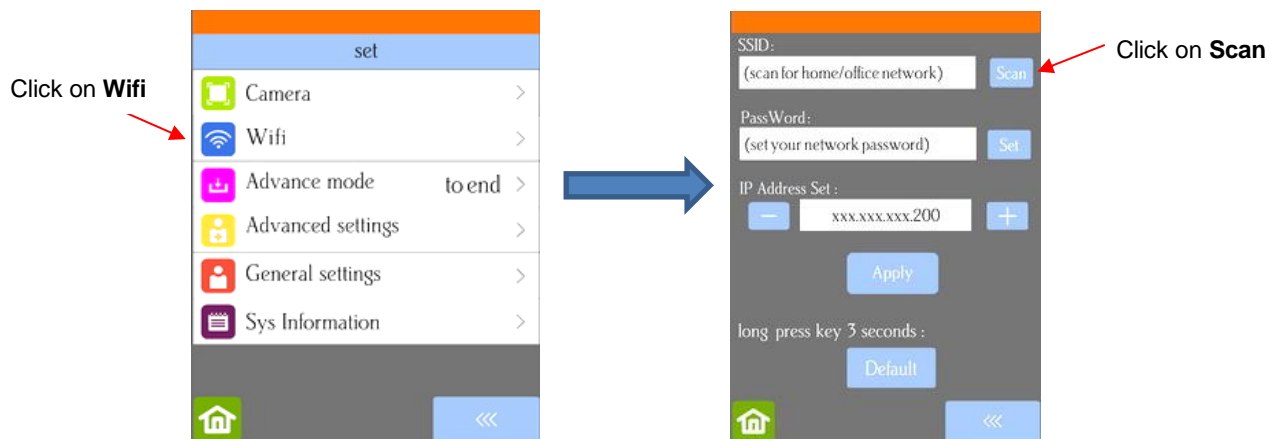 Click on Wifi
set
Camera
Wifi
Advance mode to end
Advanced settings
General settings
Sys Information
Click on Scan
SSID:
(scan for home/office network) Scan
PassWord:
(set your network password) Set
IP Address Set :
xxx.xxx.xxx.200
Apply
long press key 3 seconds :
Default